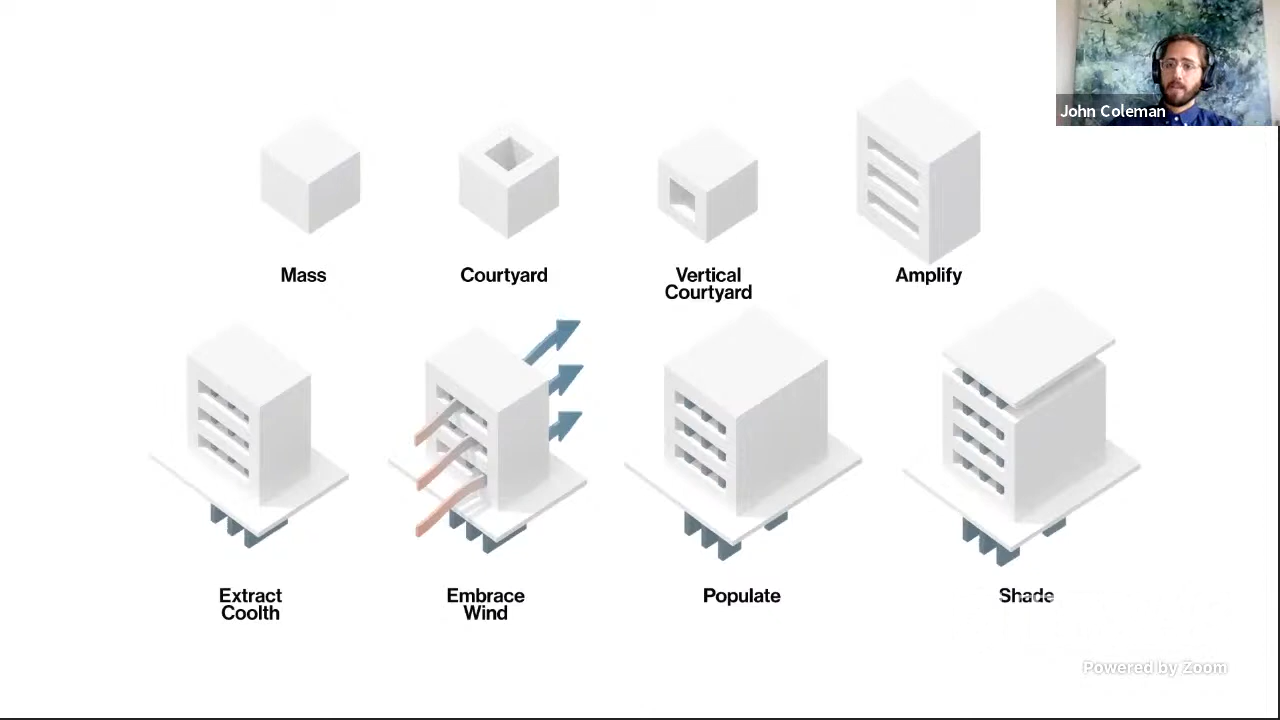 John Coleman
Mass
Courtyard
Vertical
Courtyard
Amplify
Extract
Coolth
Embrace
Wind
Populate
Shade
Powered by Zoom